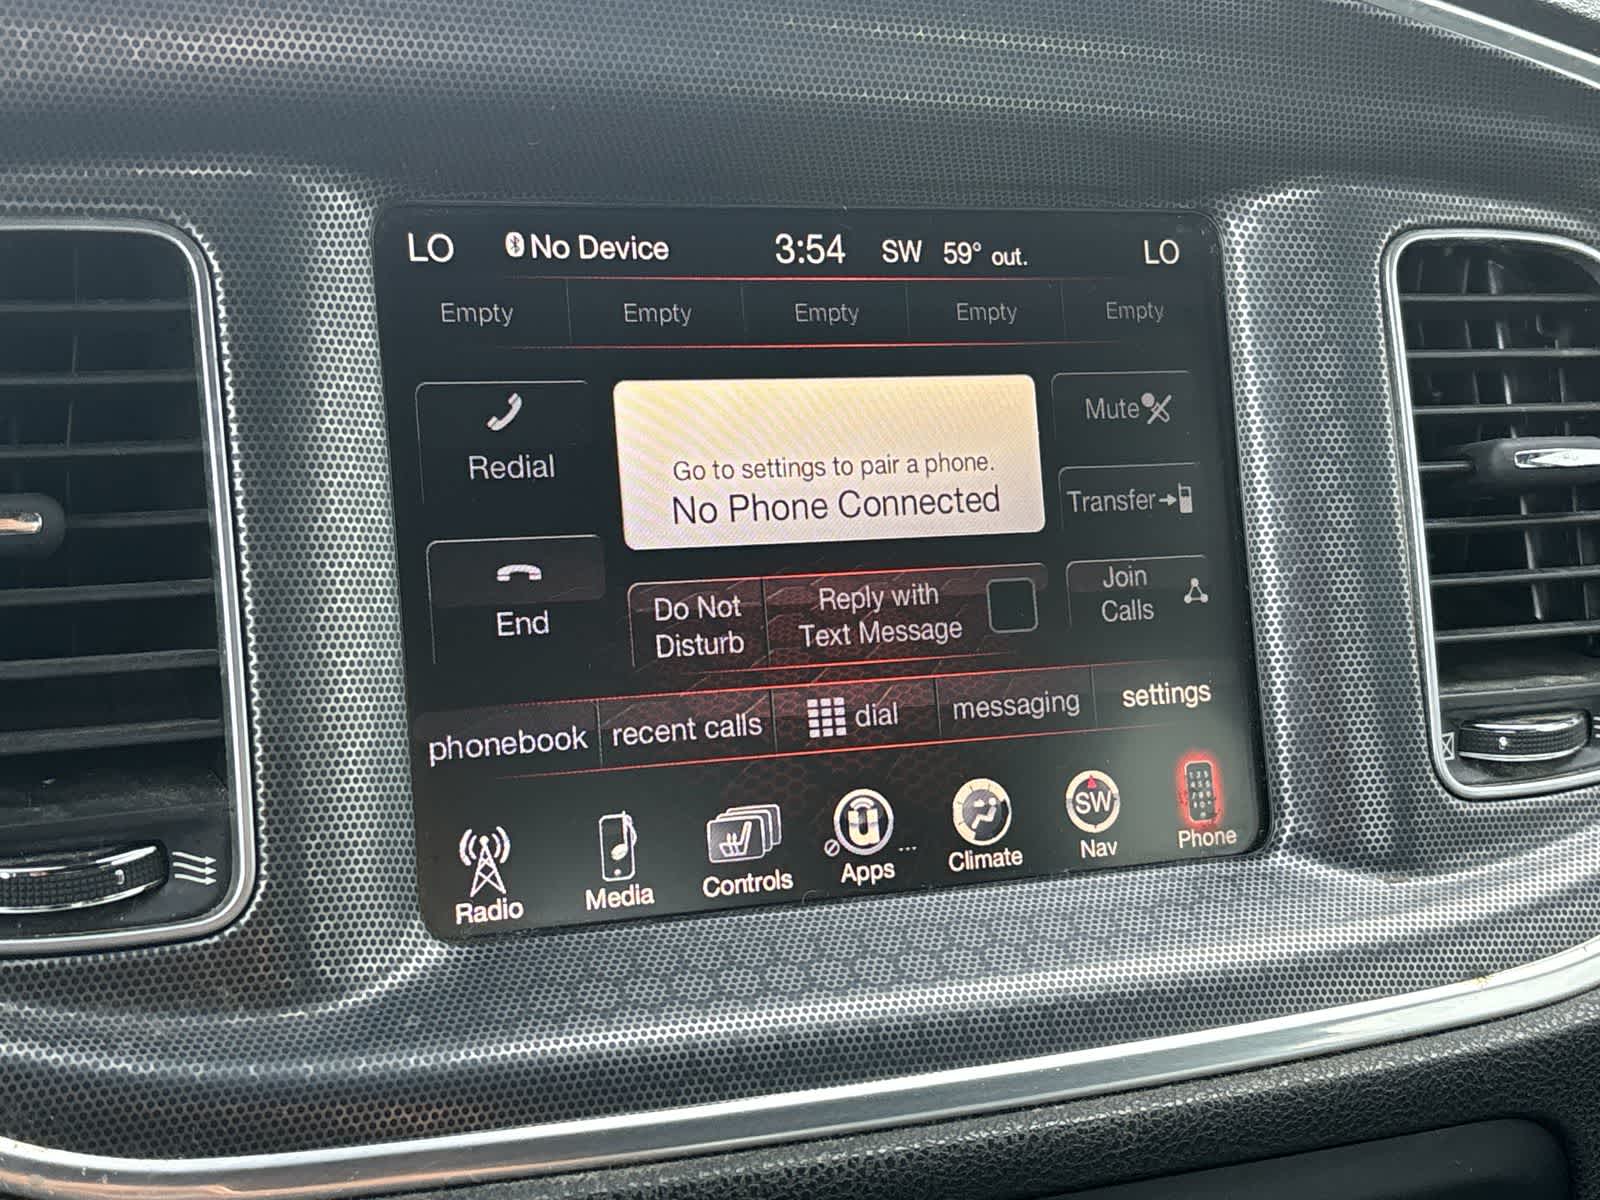 LO No Device 3:54 SW 59° out. LO
Empty Empty Empty Empty Empty
Redial
Go to settings to pair a phone.
No Phone Connected
Mute
Transfer
End
Do Not
Disturb
Reply with
Text Message
Join
Calls
phonebook recent calls dial messaging settings
Radio Media Controls Apps ... Climate SW Nav Phone